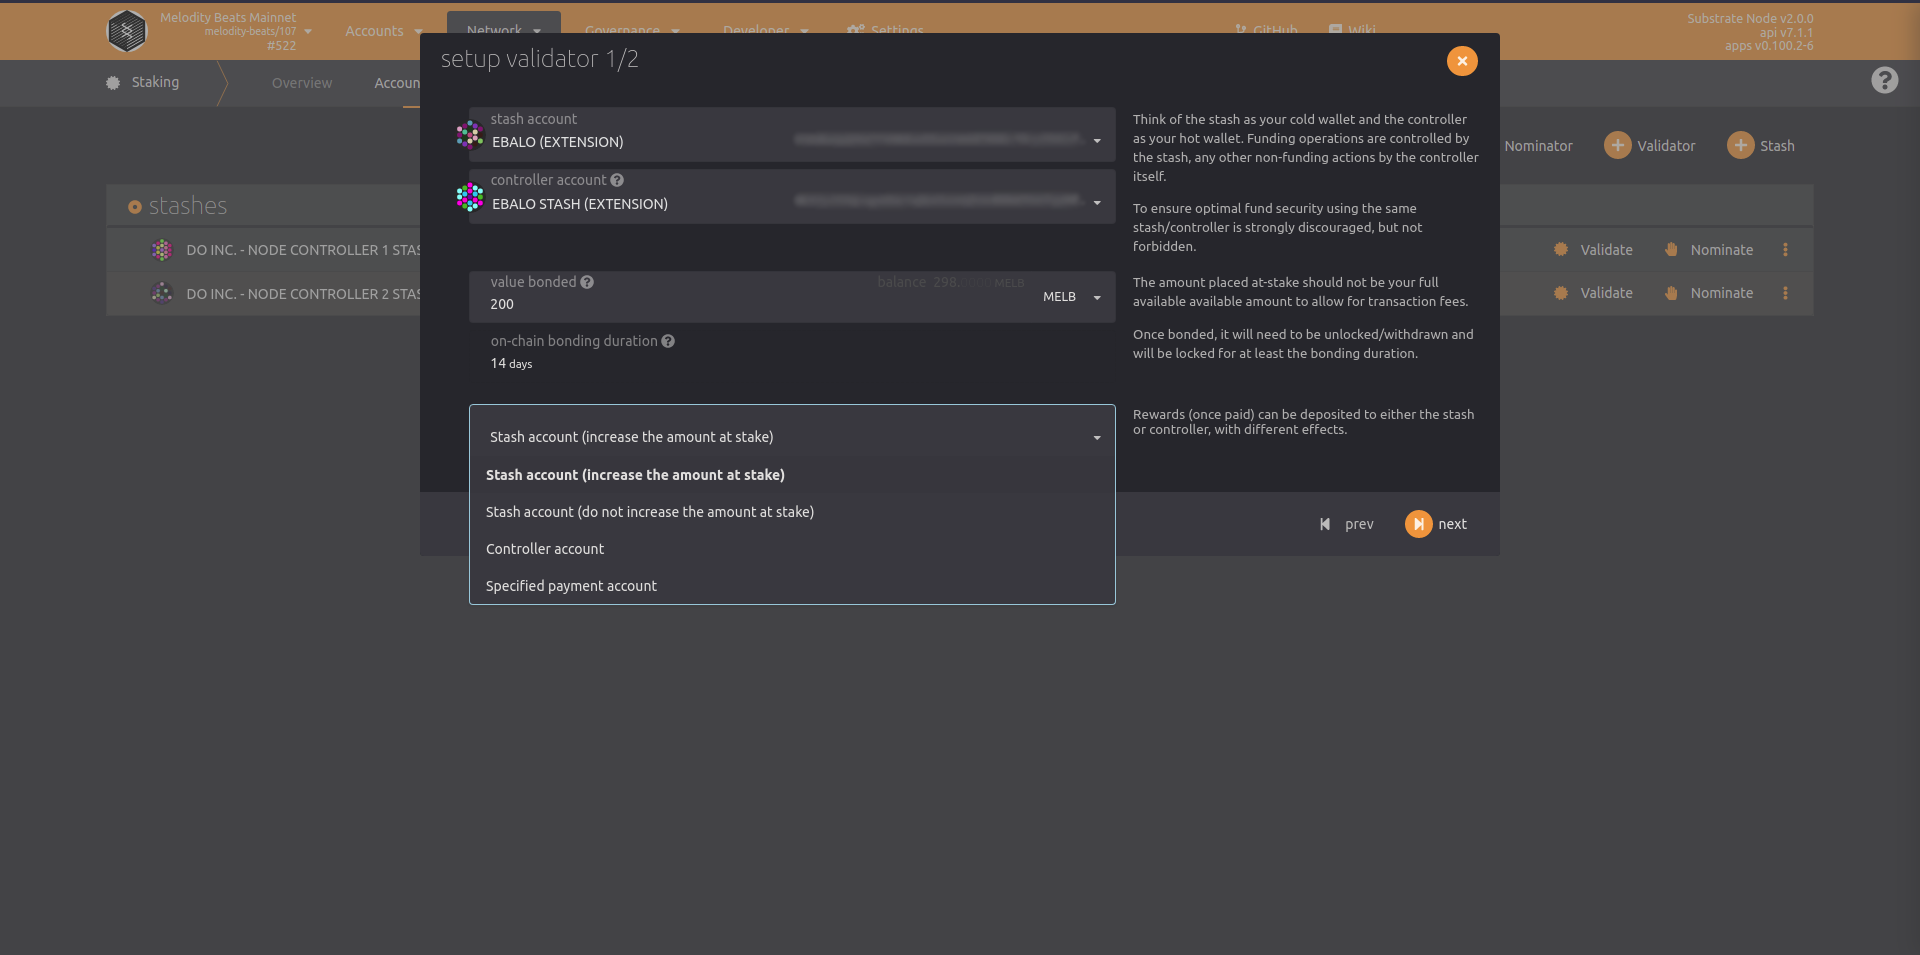 Melodity Beats Mainnet
melodity-beats/107
#522
Accounts
Network
Governance
Developer
Settings
GitHub
Wiki
Substrate Node v2.0.0
api v7.1.1
apps v0.100.2-6
Staking
Overview
Accoun
setup validator 1/2
stash account
EBALO (EXTENSION)
controller account
EBALO STASH (EXTENSION)
Think of the stash as your cold wallet and the controller
as your hot wallet. Funding operations are controlled by
the stash, any other non-funding actions by the controller
itself.
To ensure optimal fund security using the same
stash/controller is strongly discouraged, but not
forbidden.
value bonded
balance 298.0000 MELB
200
MELB
The amount placed at-stake should not be your full
available available amount to allow for transaction fees.
on-chain bonding duration
14 days
Once bonded, it will need to be unlocked/withdrawn and
will be locked for at least the bonding duration.
Stash account (increase the amount at stake)
Stash account (increase the amount at stake)
Stash account (do not increase the amount at stake)
Controller account
Specified payment account
Rewards (once paid) can be deposited to either the stash
or controller, with different effects.
prev
next
Nominator
Validator
Stash
stashes
DO INC. - NODE CONTROLLER 1 STAS
Validate
Nominate
DO INC. - NODE CONTROLLER 2 STAS
Validate
Nominate